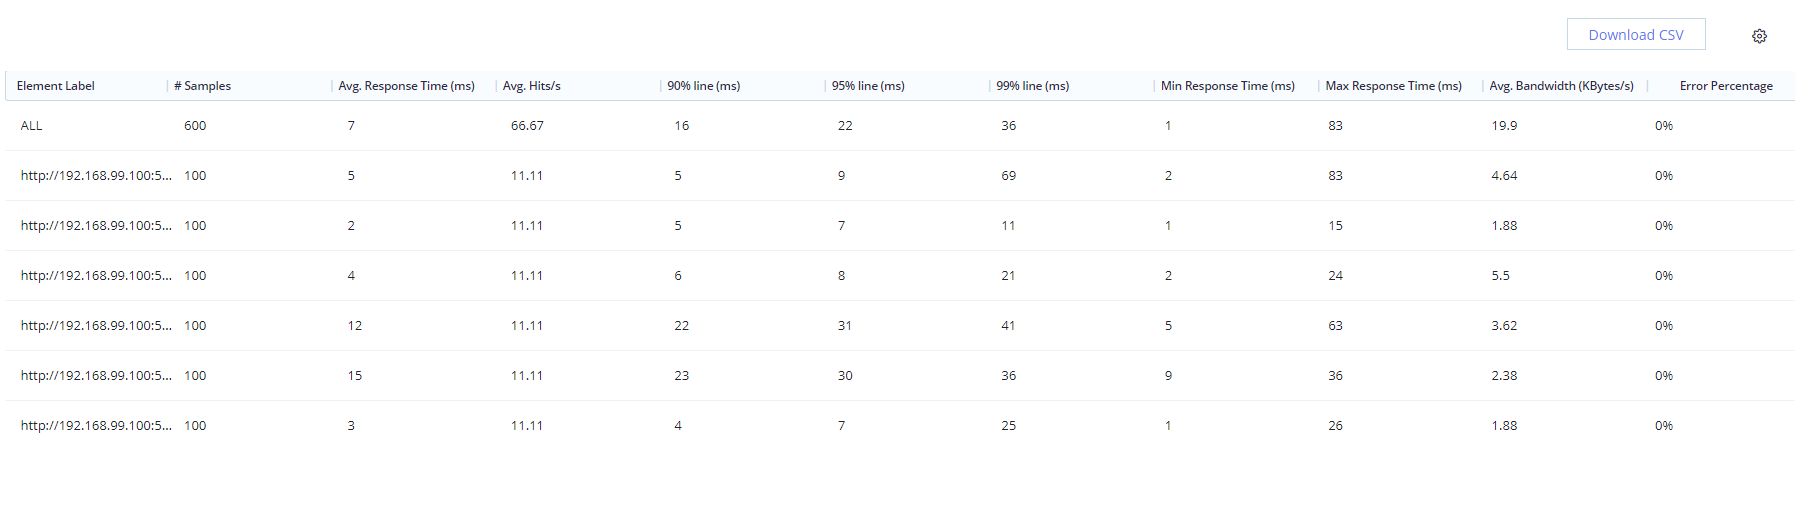 Download CSV
Element Label # Samples Avg. Response Time (ms) Avg. Hits/s 90% line (ms) 95% line (ms) 99% line (ms) Min Response Time (ms) Max Response Time (ms) Avg. Bandwidth (KBytes/s) Error Percentage
ALL 600 7 66.67 16 22 36 1 83 19.9 0%
http://192.168.99.100:5... 100 5 11.11 5 9 69 2 83 4.64 0%
http://192.168.99.100:5... 100 2 11.11 5 7 11 1 15 1.88 0%
http://192.168.99.100:5... 100 4 11.11 6 8 21 2 24 5.5 0%
http://192.168.99.100:5... 100 12 11.11 22 31 41 5 63 3.62 0%
http://192.168.99.100:5... 100 15 11.11 23 30 36 9 36 2.38 0%
http://192.168.99.100:5... 100 3 11.11 4 7 25 1 26 1.88 0%